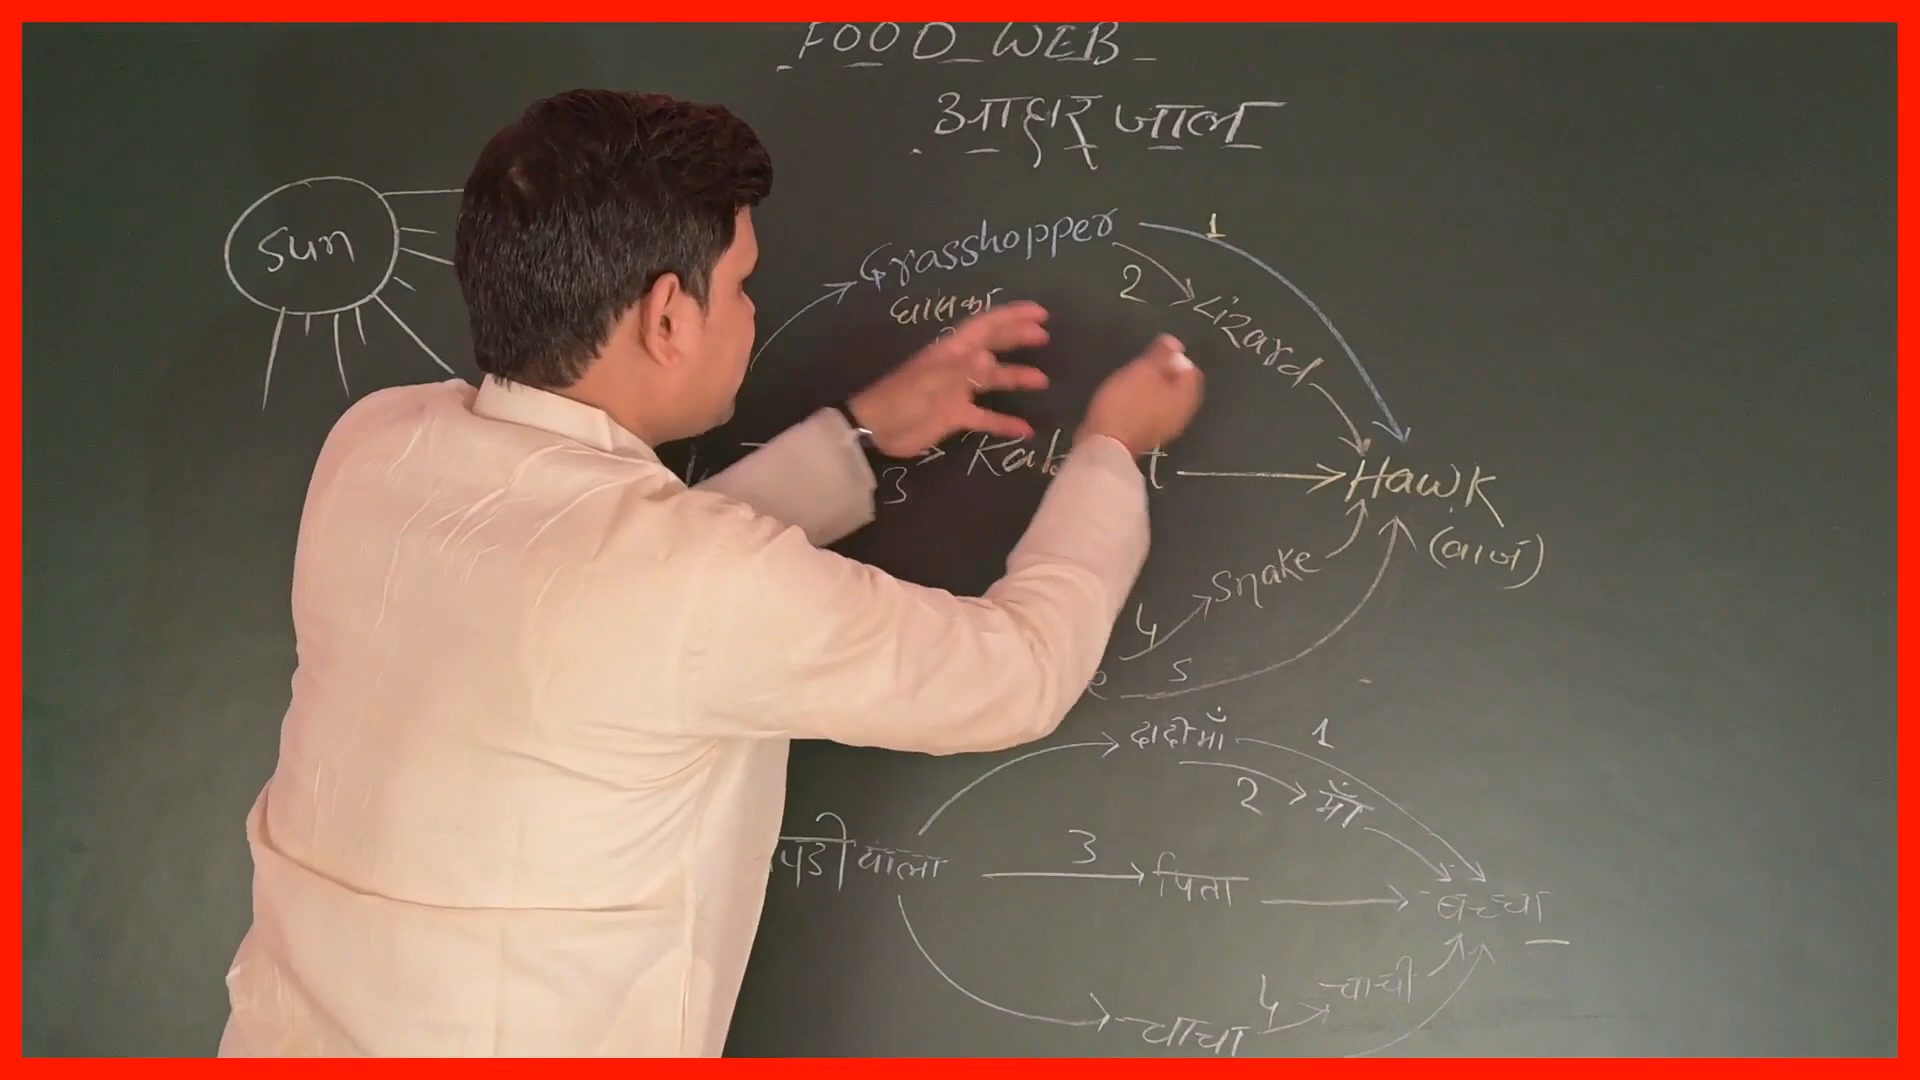 FOOD WEB
आहार जाल
Sun
Grasshopper
1
घास का
2
Lizard
3
Hawk
(बाज)
Snake
4
5
दादी माँ
1
2
माँ
वाला
3
पिता
बच्चा
चाची
4
चाचा